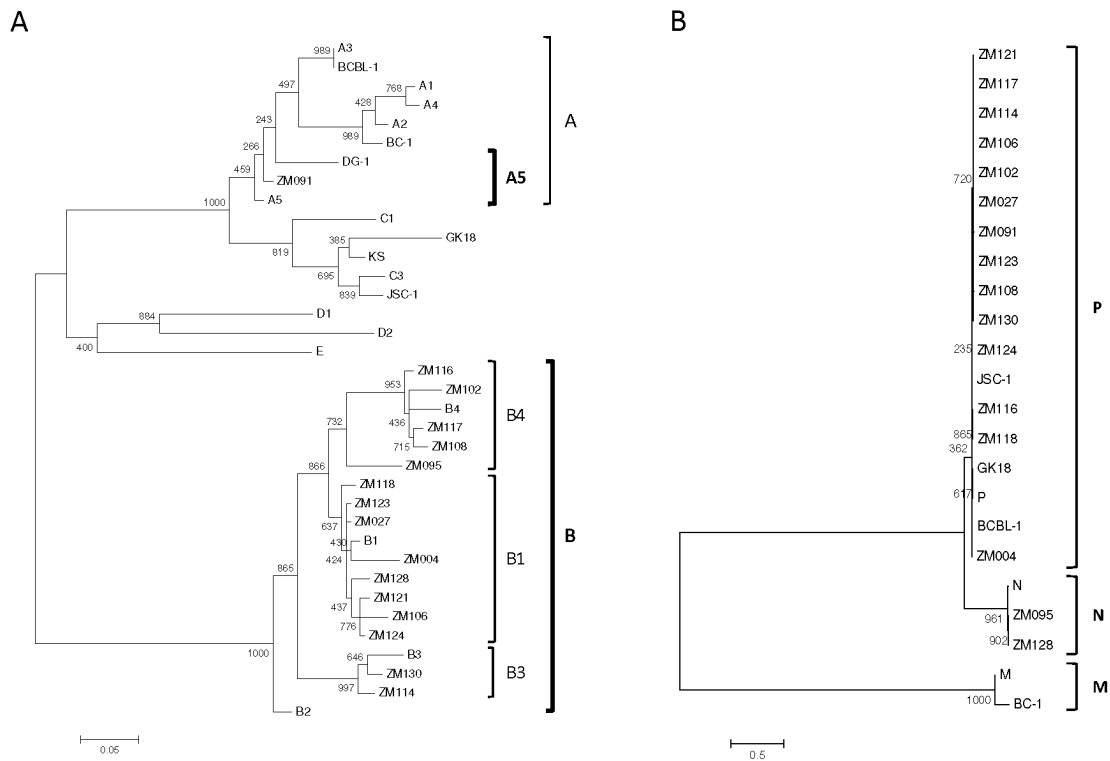 A
B
989
A3
BCBL-1
497
768
A1
A4
428
A2
989
BC-1
243
DG-1
266
ZM091
459
A5
1000
A
A5
C1
819
GK18
385
KS
695
C3
839
JSC-1
884
D1
D2
400
E
953
ZM116
ZM102
B4
436
ZM117
715
ZM108
732
ZM095
866
ZM118
ZM123
637
ZM027
430
B1
424
ZM004
ZM128
437
ZM121
ZM106
776
ZM124
865
646
B3
ZM130
997
ZM114
1000
B2
B4
B1
B3
B
0.05
ZM121
ZM117
ZM114
ZM106
ZM102
720
ZM027
ZM091
ZM123
ZM108
ZM130
235
ZM124
JSC-1
ZM116
865
ZM118
362
GK18
617
P
BCBL-1
ZM004
P
N
961
ZM095
902
ZM128
N
M
1000
BC-1
M
0.5